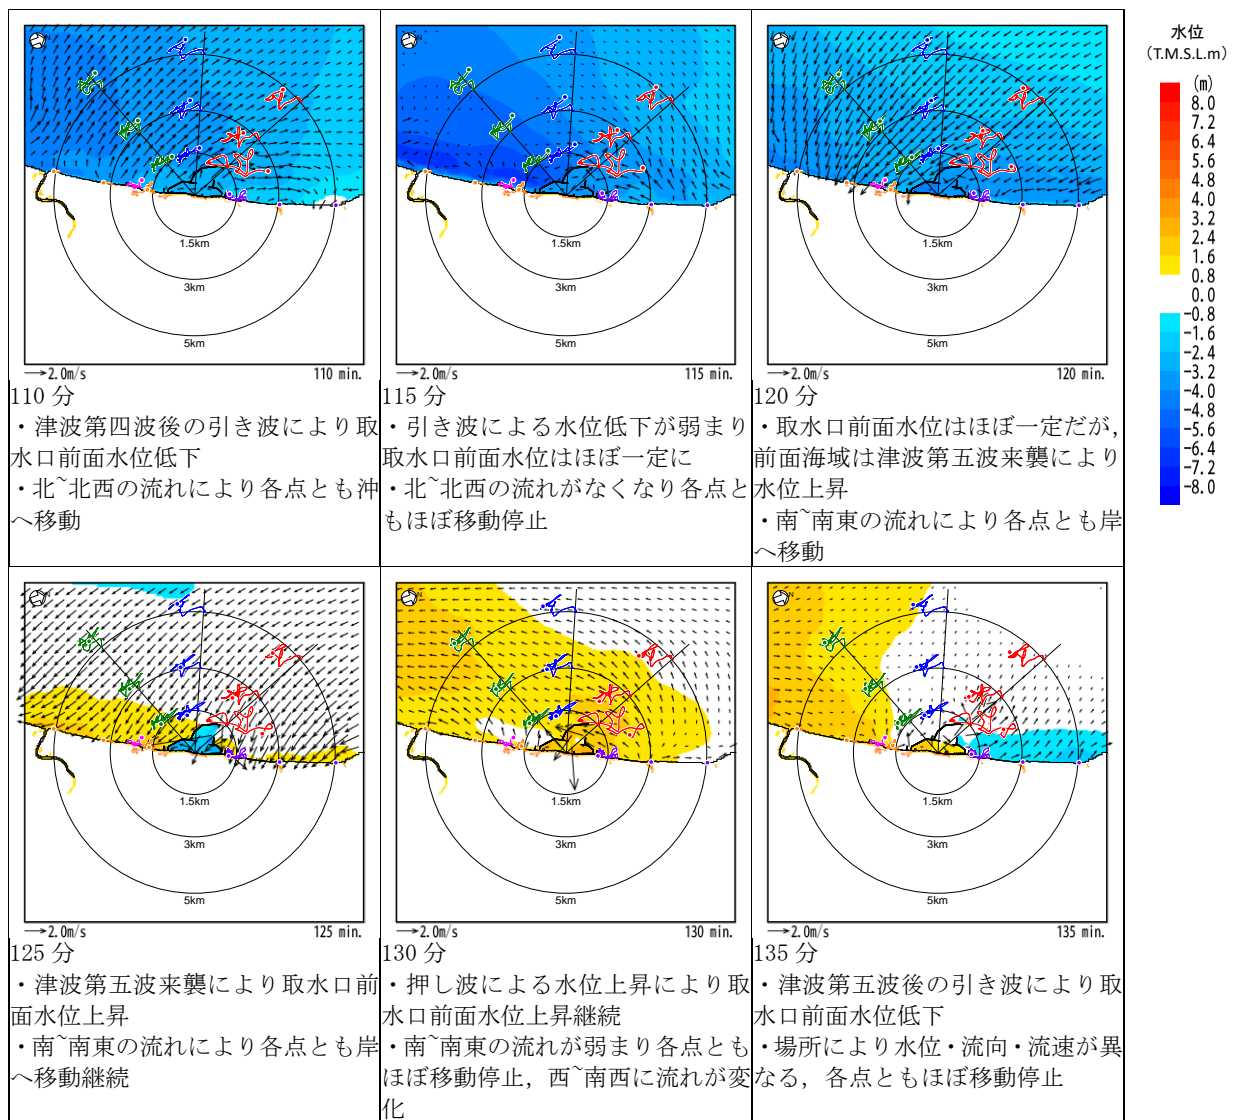 水位
(T.M.S.L.m)
(m)
8.0
7.2
6.4
5.6
4.8
4.0
3.2
2.4
1.6
0.8
0.0
-0.8
-1.6
-2.4
-3.2
-4.0
-4.8
-5.6
-6.4
-7.2
-8.0
N
1.5km
3km
5km
→2.0m/s
110 min.
110 分
・津波第四波後の引き波により取
水口前面水位低下
・北~北西の流れにより各点とも沖
へ移動
N
1.5km
3km
5km
→2.0m/s
115 min.
115 分
・引き波による水位低下が弱まり
取水口前面水位はほぼ一定に
・北~北西の流れがなくなり各点と
もほぼ移動停止
N
1.5km
3km
5km
→2.0m/s
120 min.
120 分
・取水口前面水位はほぼ一定だが,
前面海域は津波第五波来襲により
水位上昇
・南~南東の流れにより各点とも岸
へ移動
N
1.5km
3km
5km
→2.0m/s
125 min.
125 分
・津波第五波来襲により取水口前
面水位上昇
・南~南東の流れにより各点とも岸
へ移動継続
N
1.5km
3km
5km
→2.0m/s
130 min.
130 分
・押し波による水位上昇により取
水口前面水位上昇継続
・南~南東の流れが弱まり各点とも
ほぼ移動停止, 西~南西に流れが変
化
N
1.5km
3km
5km
→2.0m/s
135 min.
135 分
・津波第五波後の引き波により取
水口前面水位低下
・場所により水位・流向・流速が異
なる, 各点ともほぼ移動停止